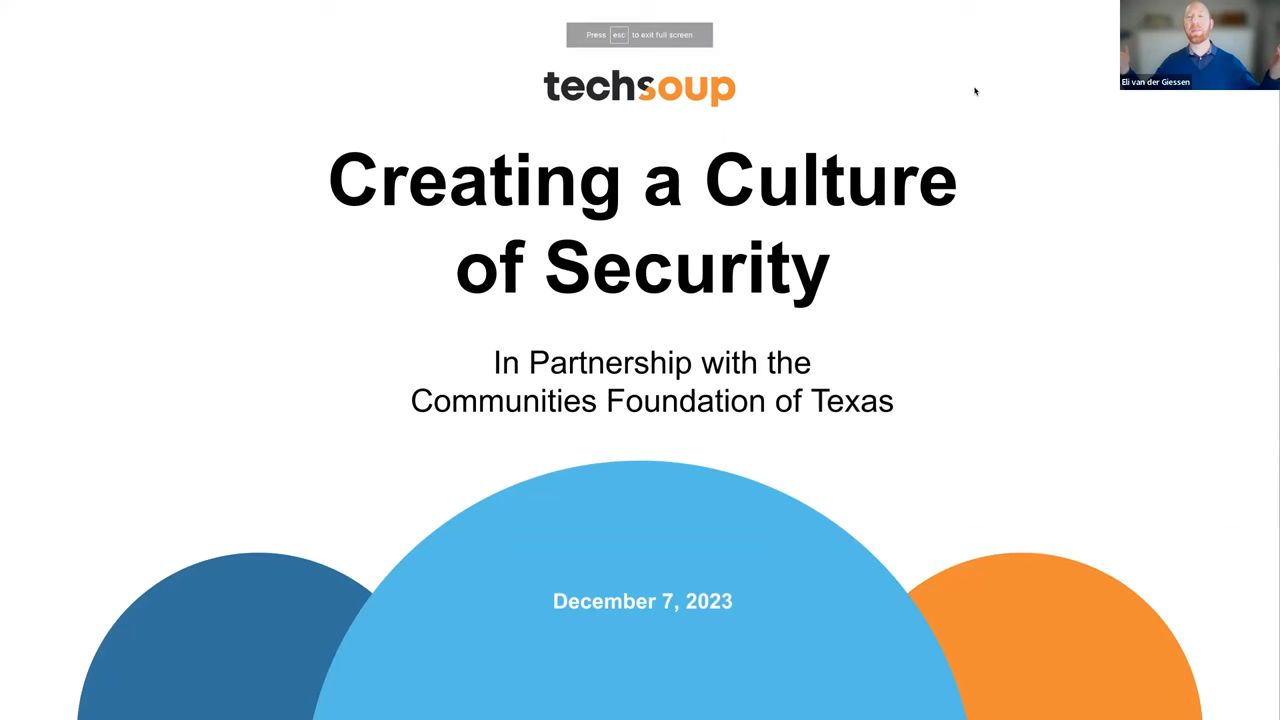 Press esc to exit full screen
Eli van der Giessen
techsoup
Creating a Culture
of Security
In Partnership with the
Communities Foundation of Texas
December 7, 2023